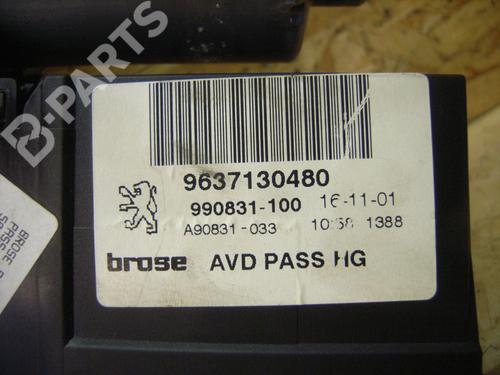 B-PARTS
9637130480
990831-100 16-11-01
A90831-033 10:58 1388
brose AVD PASS HG
BROSE
PASS